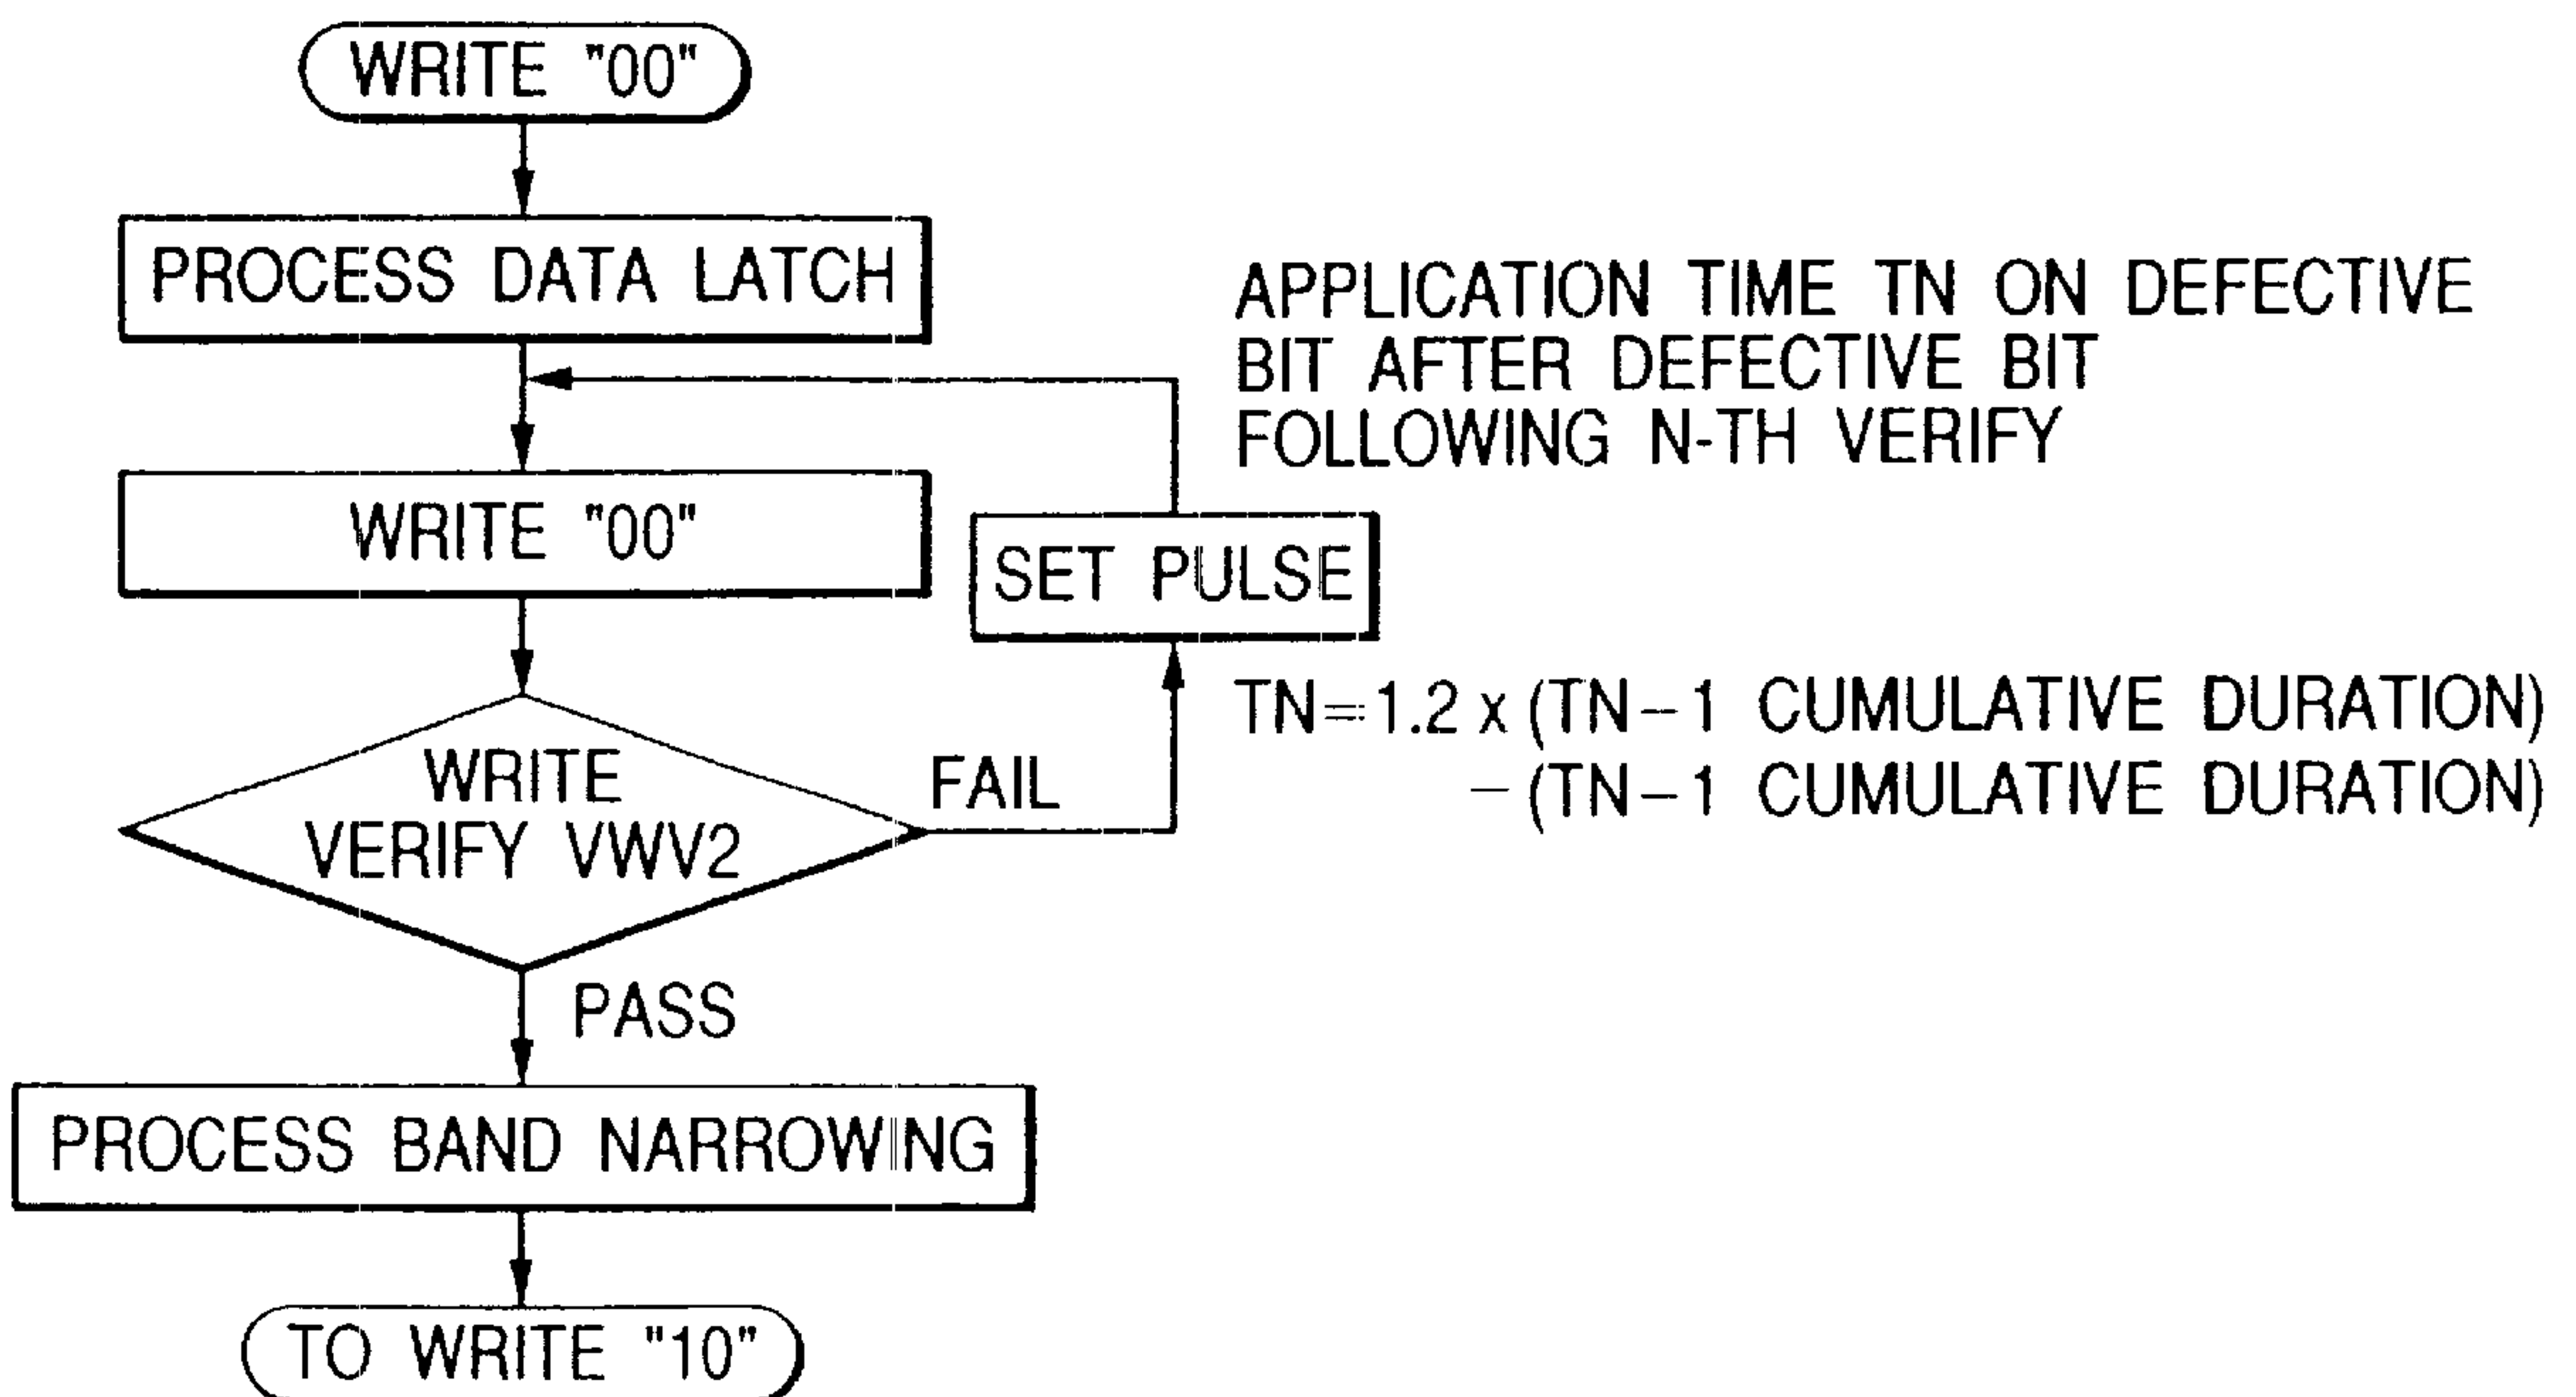 WRITE "00"
PROCESS DATA LATCH
APPLICATION TIME TN ON DEFECTIVE
BIT AFTER DEFECTIVE BIT
FOLLOWING N-TH VERIFY
WRITE "00"
SET PULSE
TN=1.2 x (TN-1 CUMULATIVE DURATION)
- (TN-1 CUMULATIVE DURATION)
WRITE
VERIFY VWV2
FAIL
PASS
PROCESS BAND NARROWING
TO WRITE "10"